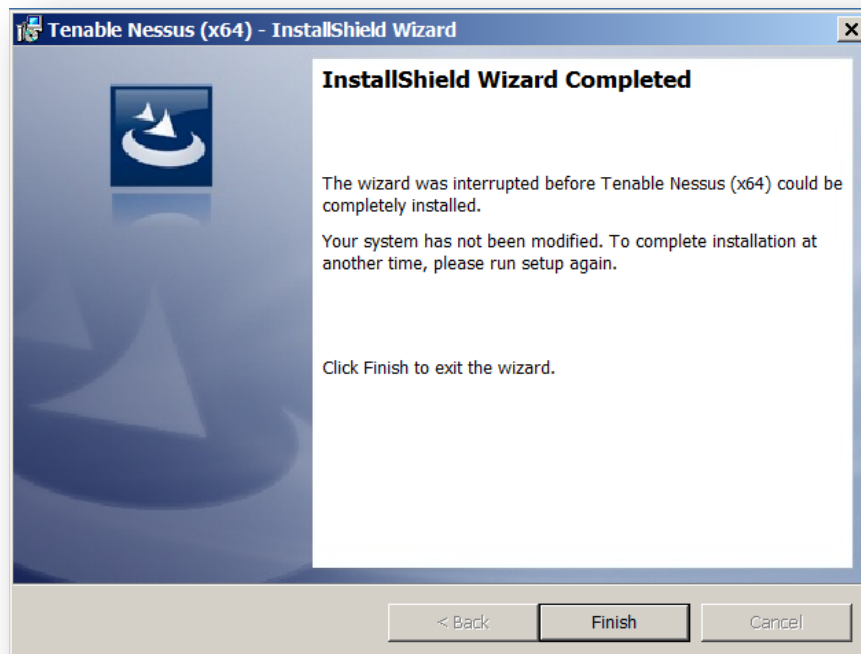 Tenable Nessus (x64) - InstallShield Wizard
InstallShield Wizard Completed
The wizard was interrupted before Tenable Nessus (x64) could be
completely installed.
Your system has not been modified. To complete installation at
another time, please run setup again.
Click Finish to exit the wizard.
< Back
Finish
Cancel